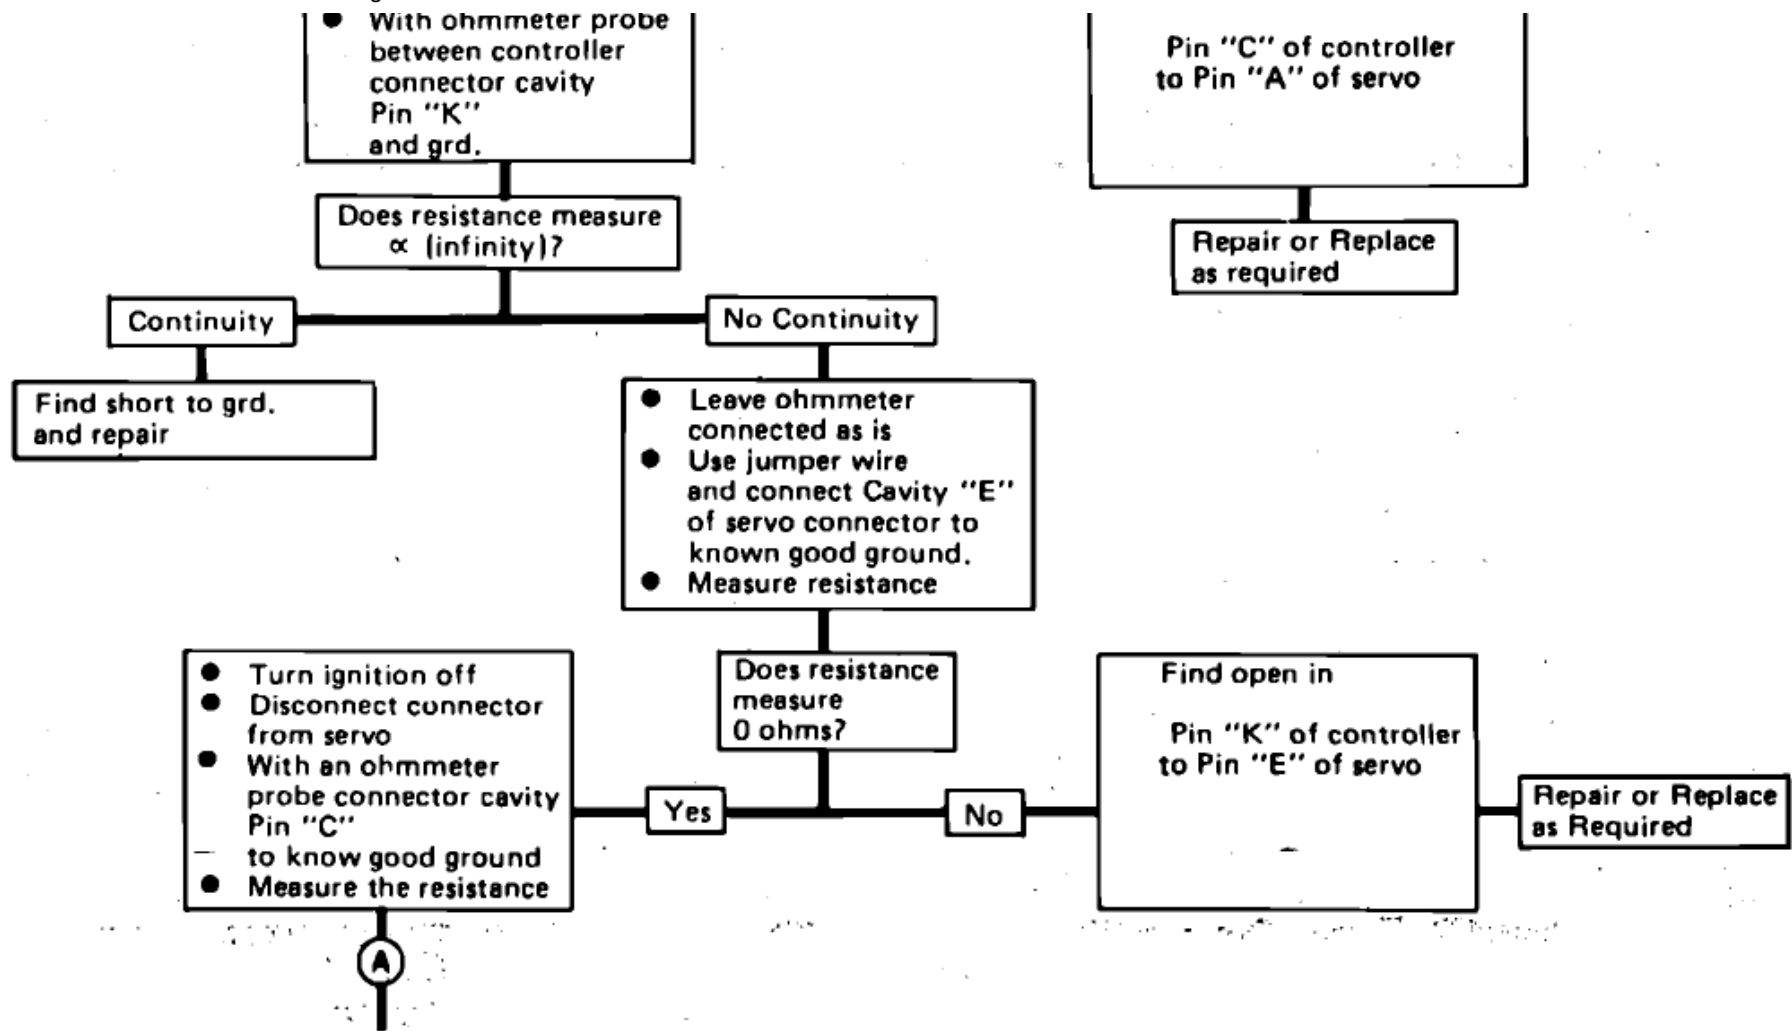 With ohmmeter probe
between controller
connector cavity
Pin "K"
and grd.
Pin "C" of controller
to Pin "A" of servo
Does resistance measure
∝ (infinity)?
Repair or Replace
as required
Continuity
No Continuity
Find short to grd.
and repair
● Leave ohmmeter
connected as is
● Use jumper wire
and connect Cavity "E"
of servo connector to
known good ground.
● Measure resistance
● Turn ignition off
● Disconnect connector
from servo
● With an ohmmeter
probe connector cavity
Pin "C"
to know good ground
● Measure the resistance
Does resistance
measure
0 ohms?
Yes
No
Find open in
Pin "K" of controller
to Pin "E" of servo
Repair or Replace
as Required
A